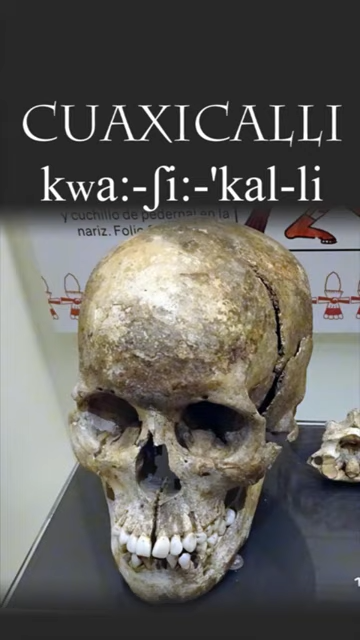 CUAXICALLI
kwa:-ʃi:-'kal-li
y cuchillo de pedernal en la
nariz. Folio